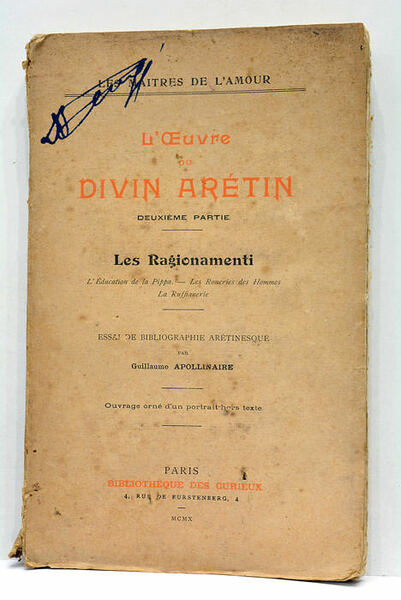 LES MAITRES DE L'AMOUR
L'Œuvre
DU
DIVIN ARÉTIN
DEUXIÈME PARTIE
Les Ragionamenti
L'Éducation de la Pippa. — Les Roueries des Hommes
La Ruffianerie
ESSAI DE BIBLIOGRAPHIE ARÉTINESQUE
PAR
Guillaume APOLLINAIRE
Ouvrage orné d'un portrait hors texte
PARIS
BIBLIOTHÈQUE DES CURIEUX
4, RUE DE FURSTENBERG, 4
MCMX